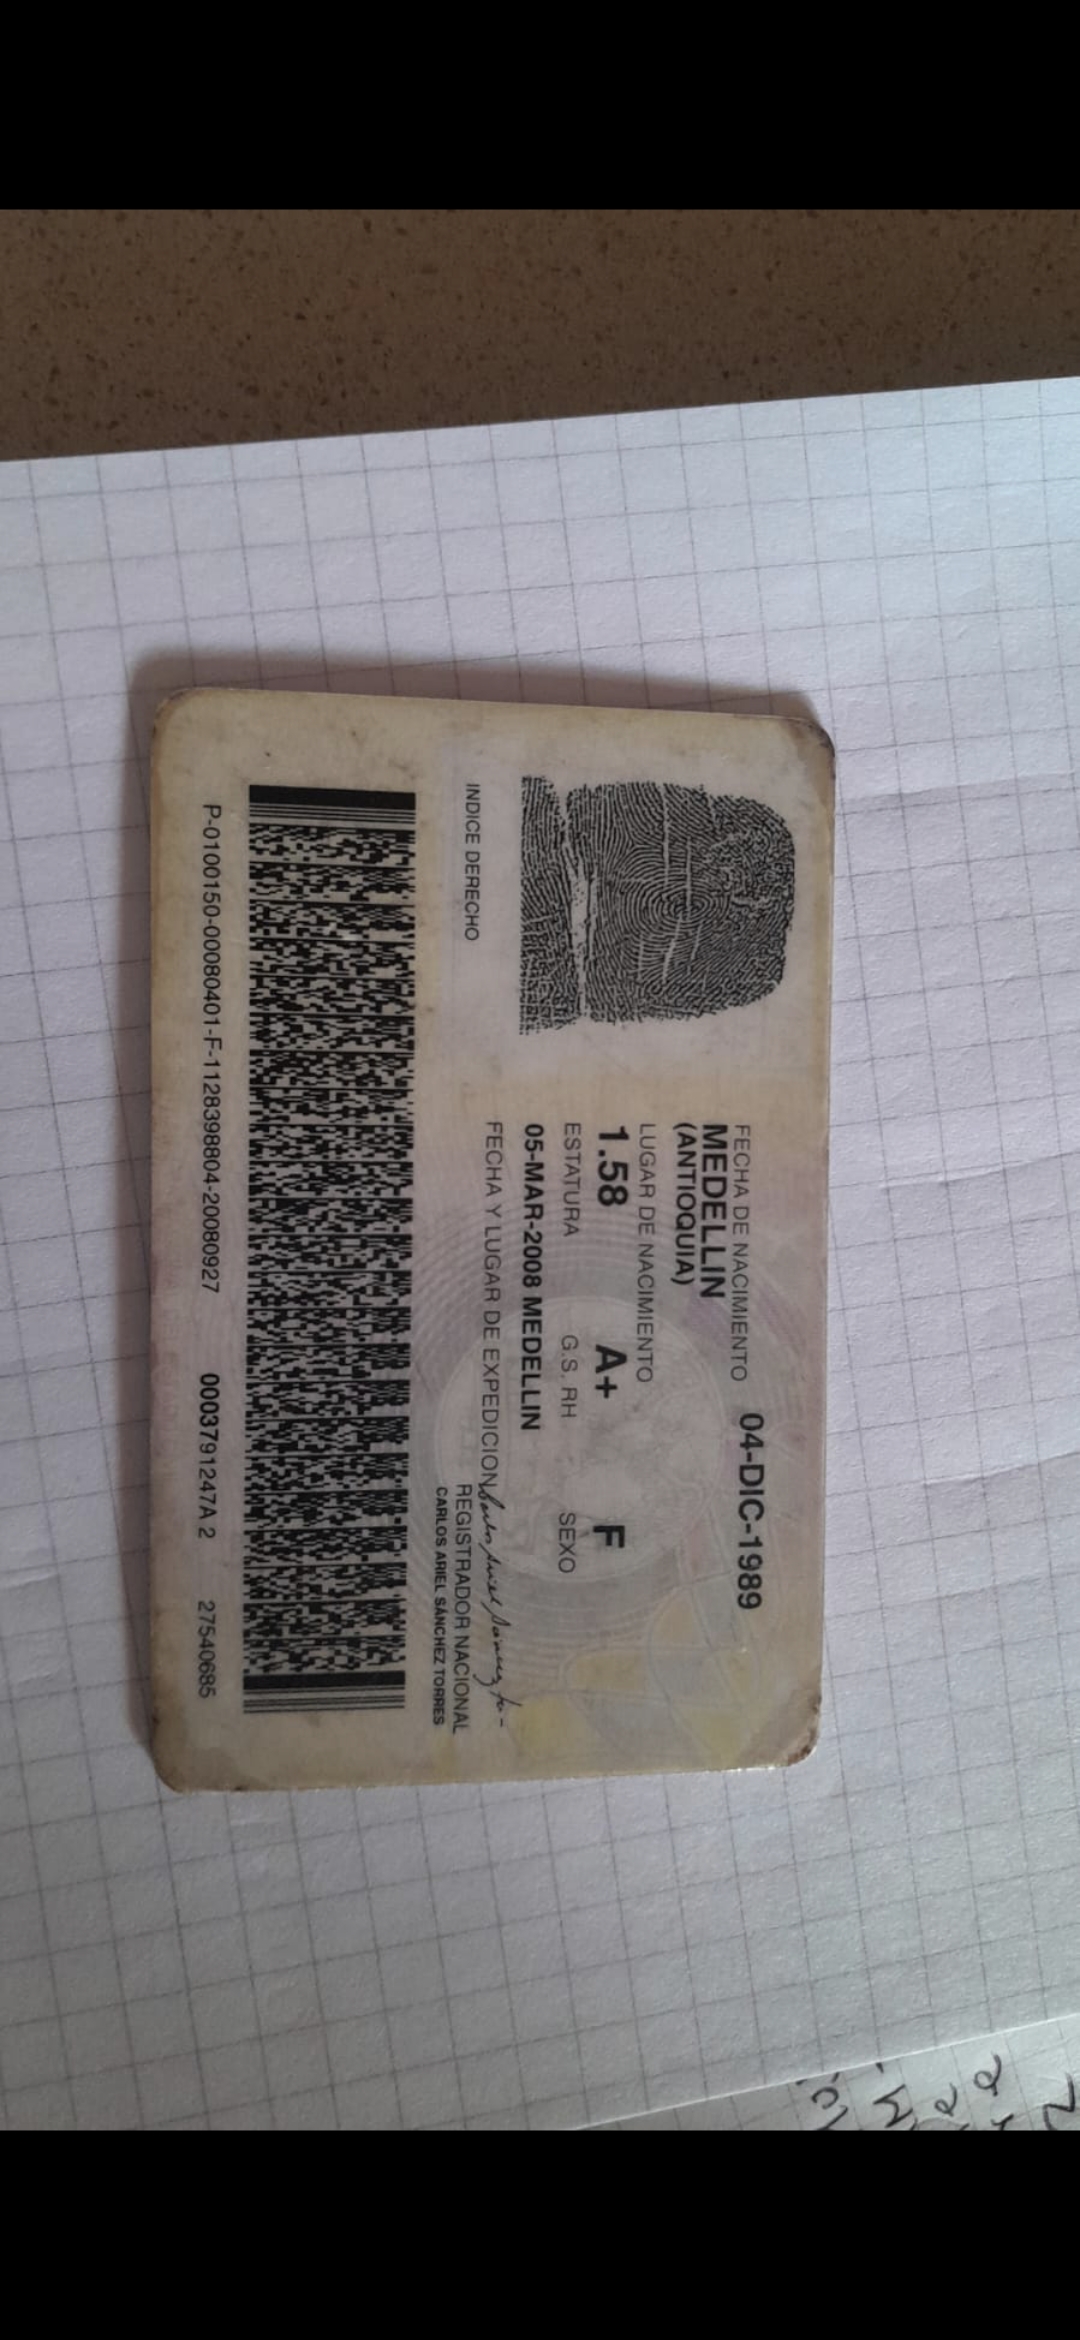 FECHA DE NACIMIENTO 04-DIC-1989
MEDELLIN
(ANTIOQUIA)
LUGAR DE NACIMIENTO
1.58 A+ F
ESTATURA G.S. RH SEXO
05-MAR-2008 MEDELLIN
FECHA Y LUGAR DE EXPEDICION
INDICE DERECHO
REGISTRADOR NACIONAL
CARLOS ARIEL SÁNCHEZ TORRES
P-0100150-00080401-F-1128398804-20080927 0003791247A 2 27540685